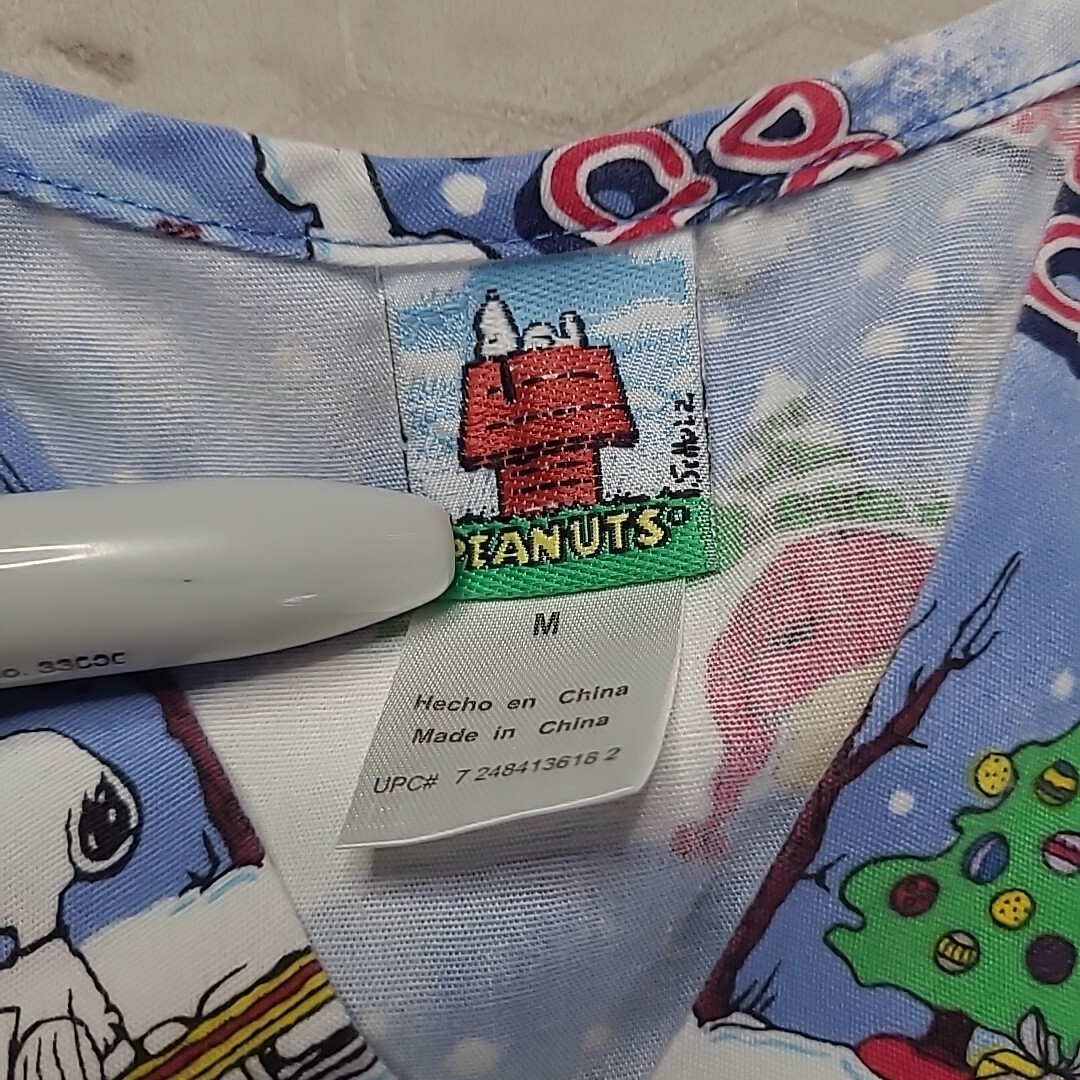 Schulz
PEANUTS
M
Hecho en China
Made in China
UPC# 7 248413618 2